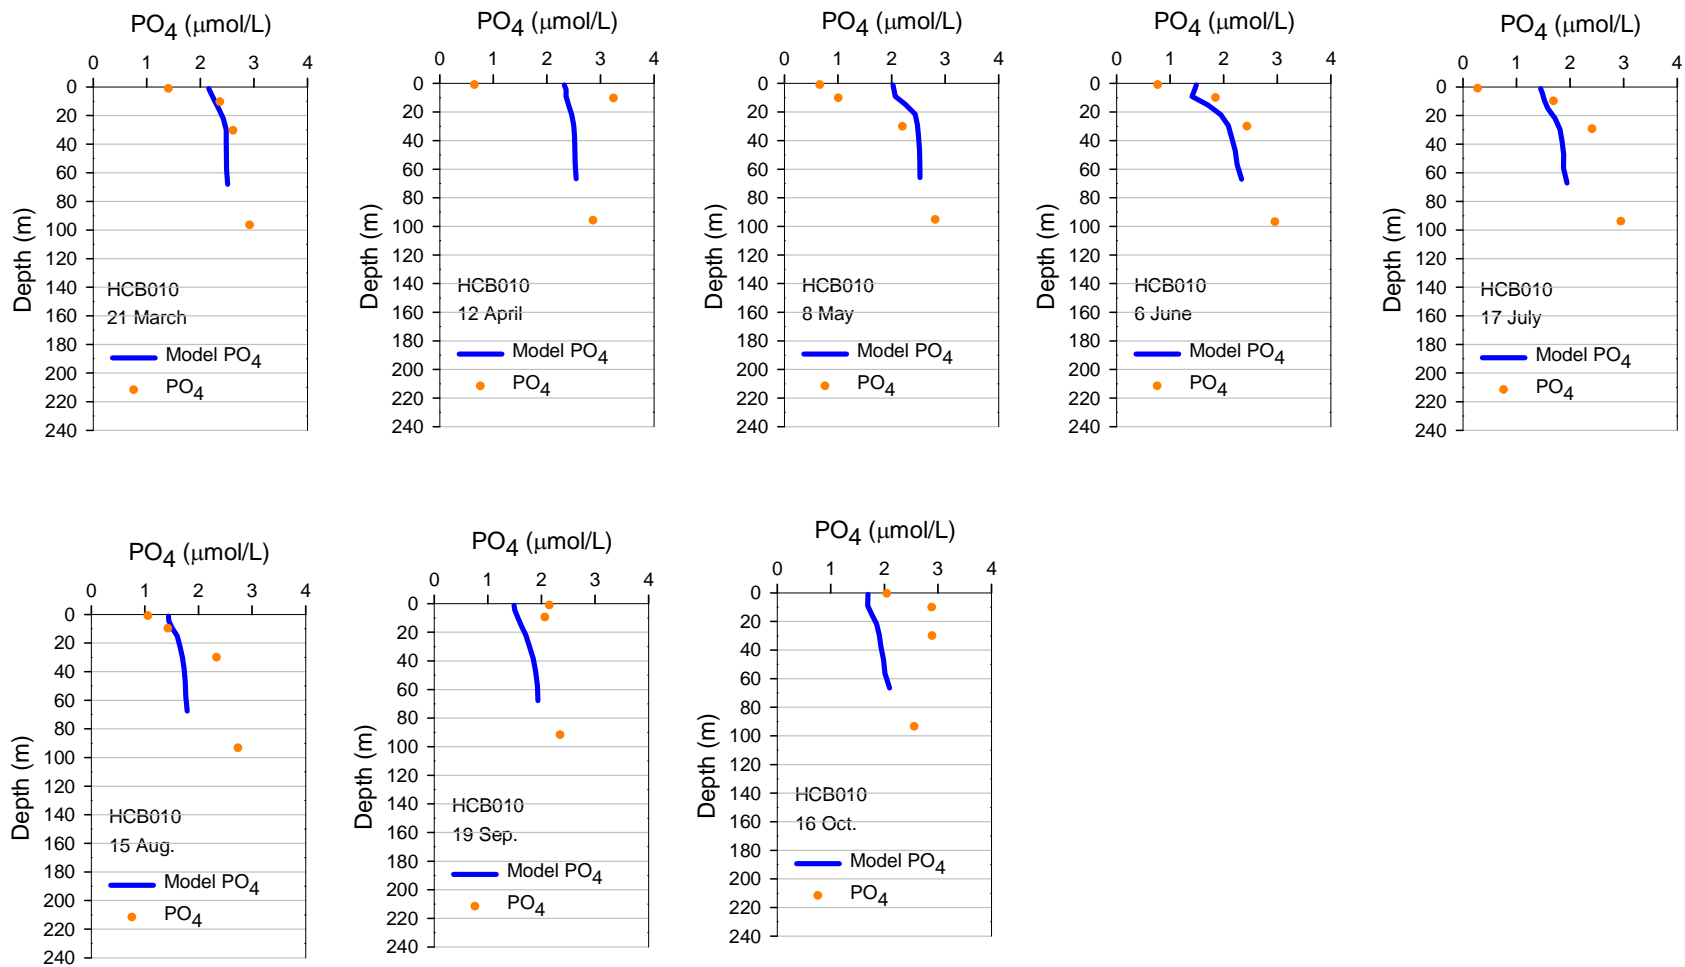 PO4 (μmol/L)
0 1 2 3 4
0
20
40
60
80
100
120
140
160
180
200
220
240
Depth (m)
HCB010
21 March
Model PO4
PO4
PO4 (μmol/L)
0 1 2 3 4
0
20
40
60
80
100
120
140
160
180
200
220
240
Depth (m)
HCB010
12 April
Model PO4
PO4
PO4 (μmol/L)
0 1 2 3 4
0
20
40
60
80
100
120
140
160
180
200
220
240
Depth (m)
HCB010
8 May
Model PO4
PO4
PO4 (μmol/L)
0 1 2 3 4
0
20
40
60
80
100
120
140
160
180
200
220
240
Depth (m)
HCB010
6 June
Model PO4
PO4
PO4 (μmol/L)
0 1 2 3 4
0
20
40
60
80
100
120
140
160
180
200
220
240
Depth (m)
HCB010
17 July
Model PO4
PO4
PO4 (μmol/L)
0 1 2 3 4
0
20
40
60
80
100
120
140
160
180
200
220
240
Depth (m)
HCB010
15 Aug.
Model PO4
PO4
PO4 (μmol/L)
0 1 2 3 4
0
20
40
60
80
100
120
140
160
180
200
220
240
Depth (m)
HCB010
19 Sep.
Model PO4
PO4
PO4 (μmol/L)
0 1 2 3 4
0
20
40
60
80
100
120
140
160
180
200
220
240
Depth (m)
HCB010
16 Oct.
Model PO4
PO4